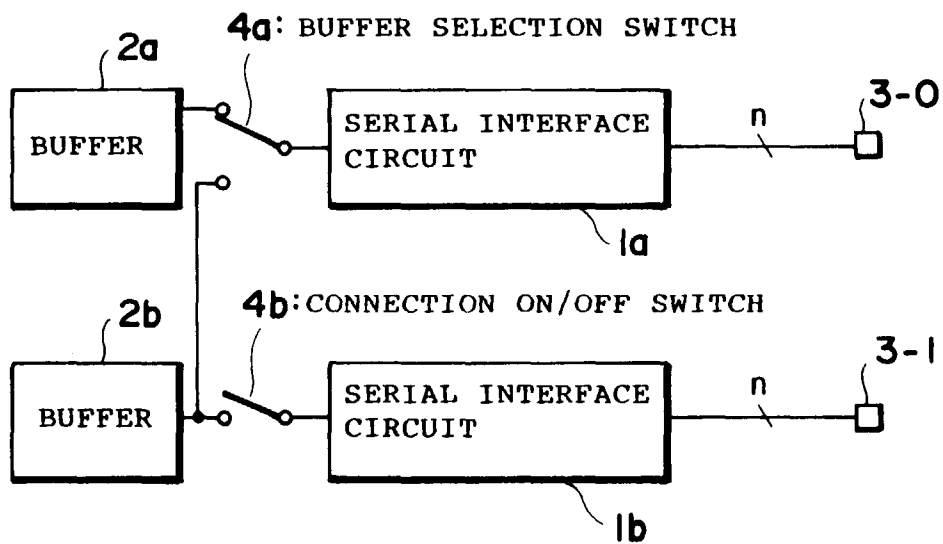 4a: BUFFER SELECTION SWITCH
2a
3-0
BUFFER
SERIAL INTERFACE
CIRCUIT
n
1a
4b: CONNECTION ON/OFF SWITCH
2b
3-1
BUFFER
SERIAL INTERFACE
CIRCUIT
n
1b